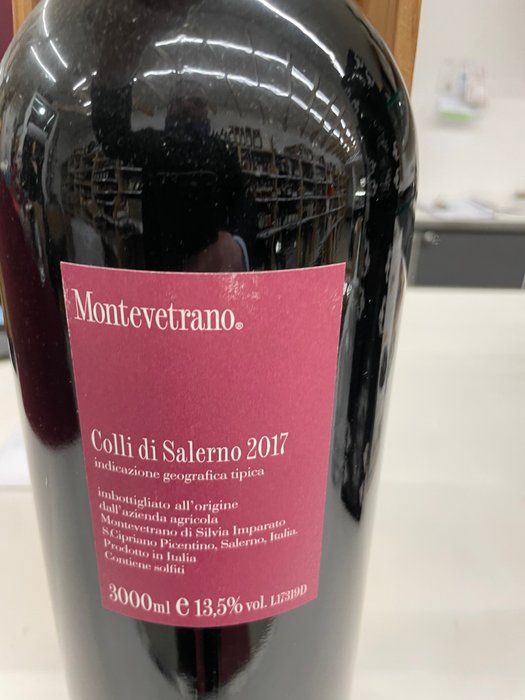 Montevetrano®
Colli di Salerno 2017
indicazione geografica tipica
imbottigliato all'origine
dall'azienda agricola
Montevetrano di Silvia Imparato
S.Cipriano Picentino, Salerno, Italia.
Prodotto in Italia
Contiene solfiti
3000ml e 13,5% vol. L17319D